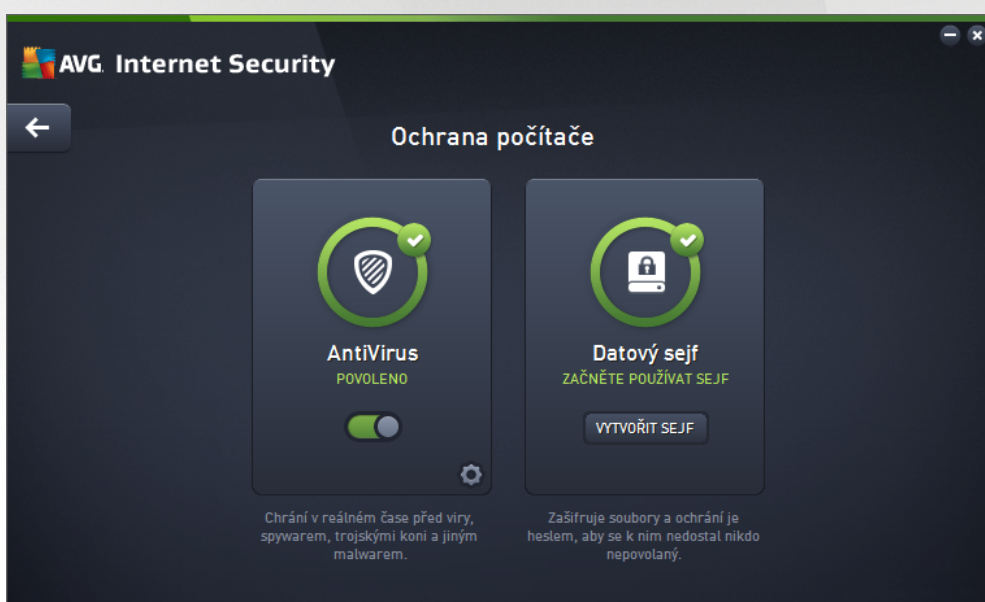 AVG Internet Security
Ochrana počítače
AntiVirus
POVOLENO
Chrání v reálném čase před viry,
spywarem, trojskými koni a jiným
malwarem.
Datový sejf
ZAČNĚTE POUŽÍVAT SEJF
VYTVOŘIT SEJF
Zašifruje soubory a ochrání je
heslem, aby se k nim nedostal nikdo
nepovolaný.